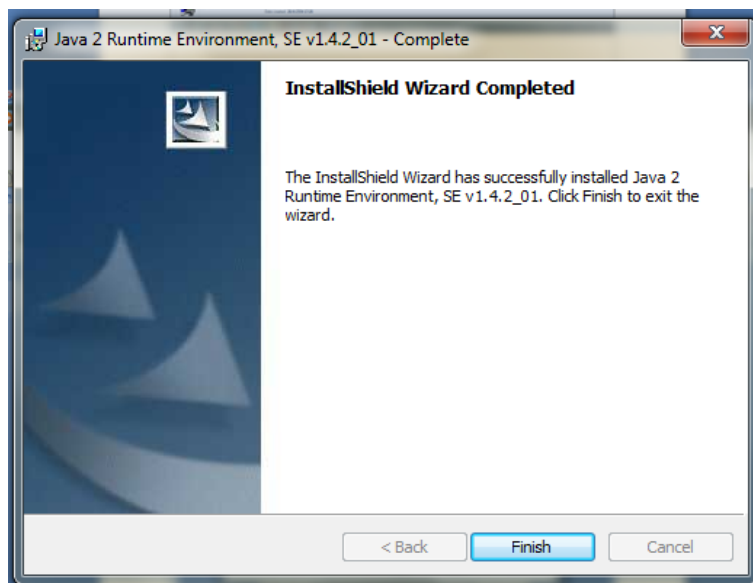 Java 2 Runtime Environment, SE v1.4.2_01 - Complete
InstallShield Wizard Completed
The InstallShield Wizard has successfully installed Java 2
Runtime Environment, SE v1.4.2_01. Click Finish to exit the
wizard.
< Back
Finish
Cancel